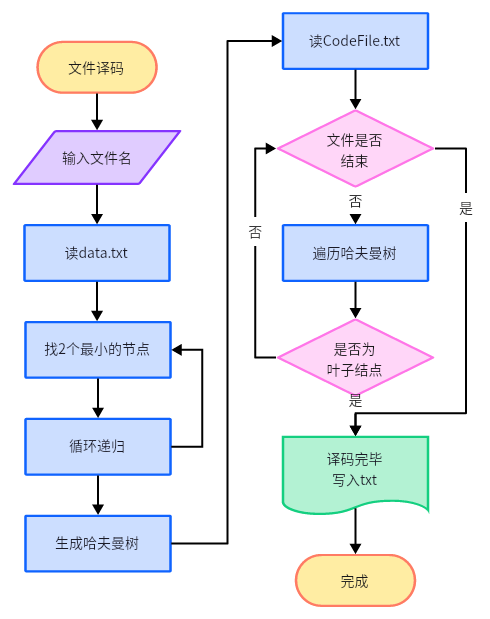 文件译码
输入文件名
读data.txt
找2个最小的节点
循环递归
生成哈夫曼树
读CodeFile.txt
文件是否
结束
否
是
否
遍历哈夫曼树
是否为
叶子结点
是
译码完毕
写入txt
完成